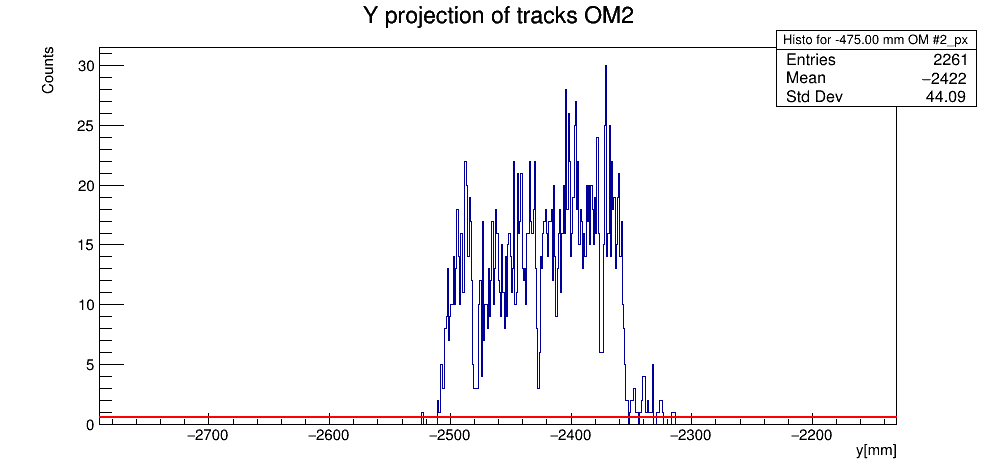 Y projection of tracks OM2
Histo for -475.00 mm OM #2_px
Entries 2261
Mean −2422
Std Dev 44.09
Counts
30
25
20
15
10
5
0
−2700 −2600 −2500 −2400 −2300 −2200
y[mm]